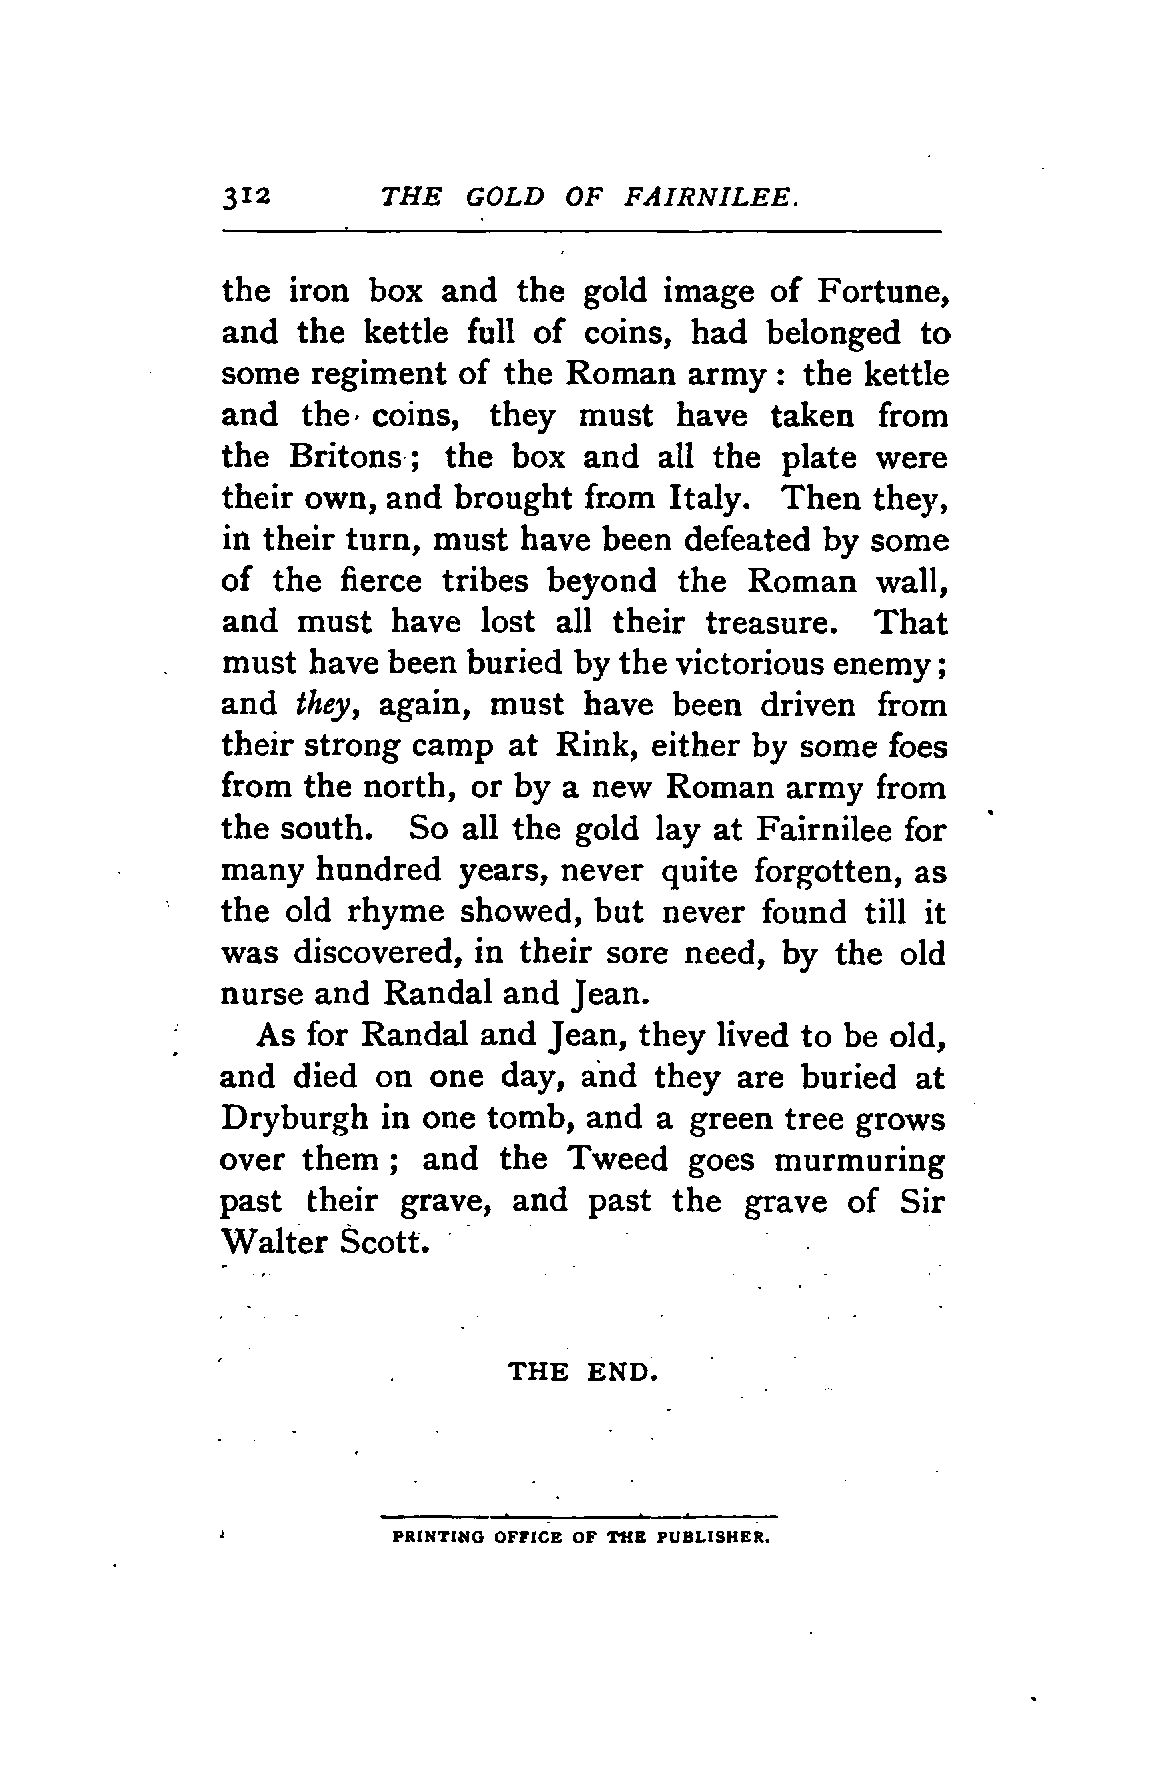 312 THE GOLD OF FAIRNILEE.
the iron box and the gold image of Fortune,
and the kettle full of coins, had belonged to
some regiment of the Roman army : the kettle
and the coins, they must have taken from
the Britons ; the box and all the plate were
their own, and brought from Italy. Then they,
in their turn, must have been defeated by some
of the fierce tribes beyond the Roman wall,
and must have lost all their treasure. That
must have been buried by the victorious enemy ;
and they, again, must have been driven from
their strong camp at Rink, either by some foes
from the north, or by a new Roman army from
the south. So all the gold lay at Fairnilee for
many hundred years, never quite forgotten, as
the old rhyme showed, but never found till it
was discovered, in their sore need, by the old
nurse and Randal and Jean.
As for Randal and Jean, they lived to be old,
and died on one day, and they are buried at
Dryburgh in one tomb, and a green tree grows
over them ; and the Tweed goes murmuring
past their grave, and past the grave of Sir
Walter Scott.
THE END.
PRINTING OFFICE OF THE PUBLISHER.